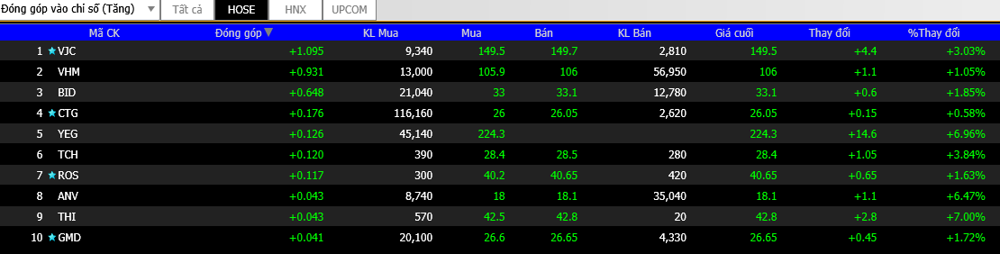 Đóng góp vào chỉ số (Tăng) Tất cả HOSE HNX UPCOM
Mã CK Đóng góp KL Mua Mua Bán KL Bán Giá cuối Thay đổi %Thay đổi
1 VJC +1.095 9,340 149.5 149.7 2,810 149.5 +4.4 +3.03%
2 VHM +0.931 13,000 105.9 106 56,950 106 +1.1 +1.05%
3 BID +0.648 21,040 33 33.1 12,780 33.1 +0.6 +1.85%
4 CTG +0.176 116,160 26 26.05 2,620 26.05 +0.15 +0.58%
5 YEG +0.126 45,140 224.3 224.3 +14.6 +6.96%
6 TCH +0.120 390 28.4 28.5 280 28.4 +1.05 +3.84%
7 ROS +0.117 300 40.2 40.65 420 40.65 +0.65 +1.63%
8 ANV +0.043 8,740 18 18.1 35,040 18.1 +1.1 +6.47%
9 THI +0.043 570 42.5 42.8 20 42.8 +2.8 +7.00%
10 GMD +0.041 20,100 26.6 26.65 4,330 26.65 +0.45 +1.72%